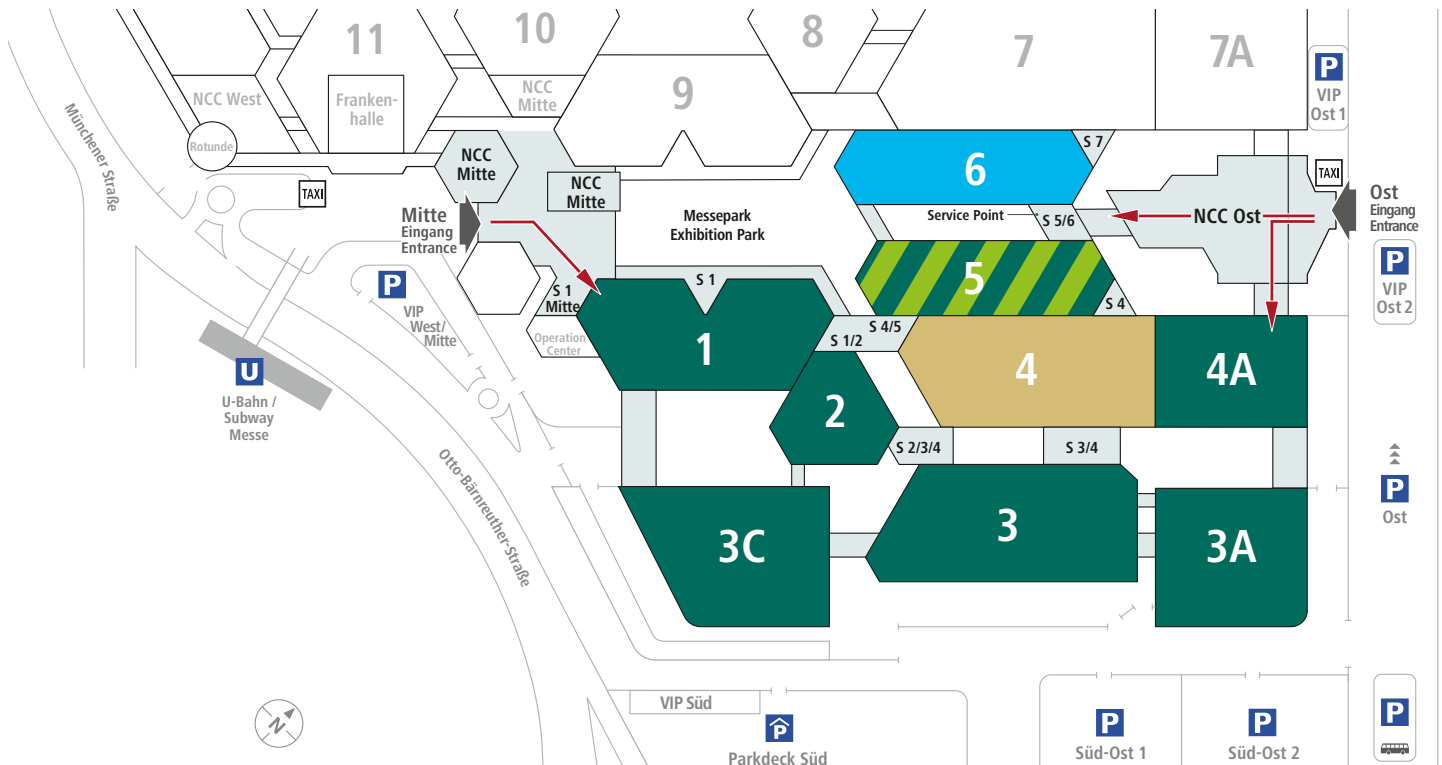 11
10
8
7
7A
NCC West
Franken-
halle
NCC
Mitte
9
P
VIP
Ost 1
Rotunde
NCC
Mitte
NCC
Mitte
6
S 7
TAXI
TAXI
Münchener Straße
Mitte
Eingang
Entrance
Messepark
Exhibition Park
Service Point
S 5/6
NCC Ost
Ost
Eingang
Entrance
P
VIP
Ost 2
5
S 4
S 1
S 1
Mitte
P
VIP
West/
Mitte
Operation
Center
1
S 4/5
S 1/2
4
4A
U
U-Bahn /
Subway
Messe
2
S 2/3/4
S 3/4
Otto-Bärnreuther-Straße
P
Ost
3C
3
3A
N
VIP Süd
P
Parkdeck Süd
P
Süd-Ost 1
P
Süd-Ost 2
P